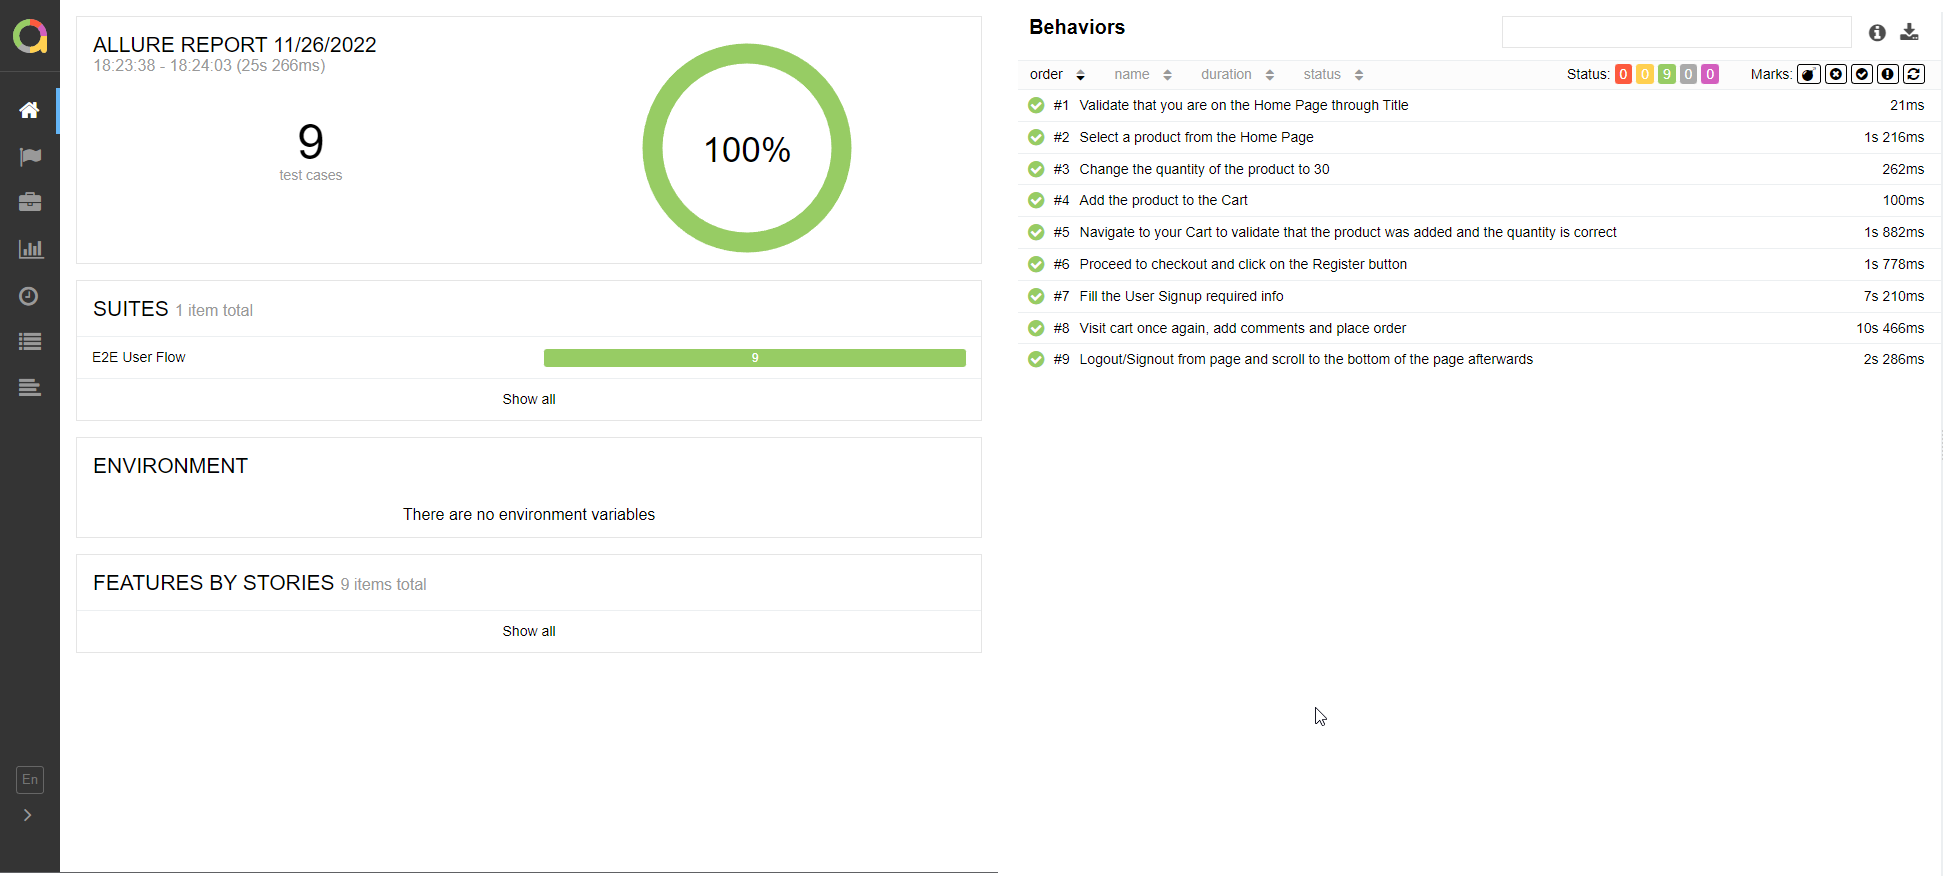 ALLURE REPORT 11/26/2022
18:23:38 - 18:24:03 (25s 266ms)
9
test cases
100%
SUITES 1 item total
E2E User Flow 9
Show all
ENVIRONMENT
There are no environment variables
FEATURES BY STORIES 9 items total
Show all
En
Behaviors
order name duration status Status: 0 0 9 0 0 Marks:
#1 Validate that you are on the Home Page through Title 21ms
#2 Select a product from the Home Page 1s 216ms
#3 Change the quantity of the product to 30 262ms
#4 Add the product to the Cart 100ms
#5 Navigate to your Cart to validate that the product was added and the quantity is correct 1s 882ms
#6 Proceed to checkout and click on the Register button 1s 778ms
#7 Fill the User Signup required info 7s 210ms
#8 Visit cart once again, add comments and place order 10s 466ms
#9 Logout/Signout from page and scroll to the bottom of the page afterwards 2s 286ms